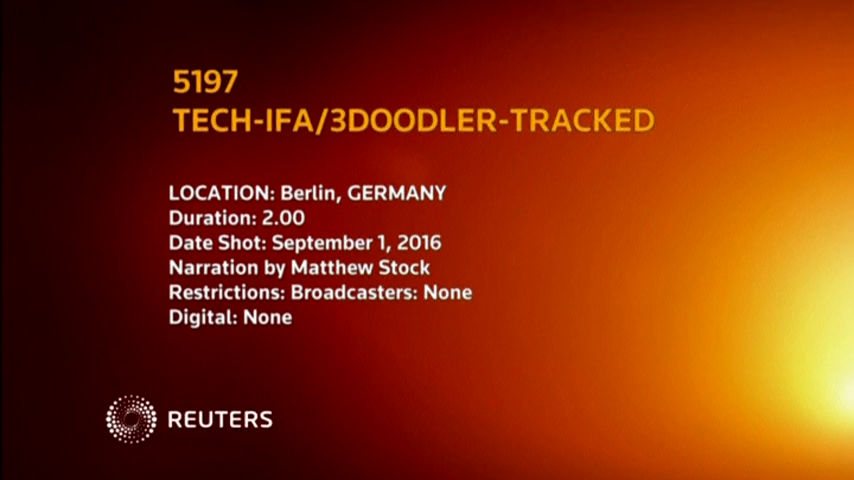 5197
TECH-IFA/3DOODLER-TRACKED
LOCATION: Berlin, GERMANY
Duration: 2.00
Date Shot: September 1, 2016
Narration by Matthew Stock
Restrictions: Broadcasters: None
Digital: None
REUTERS